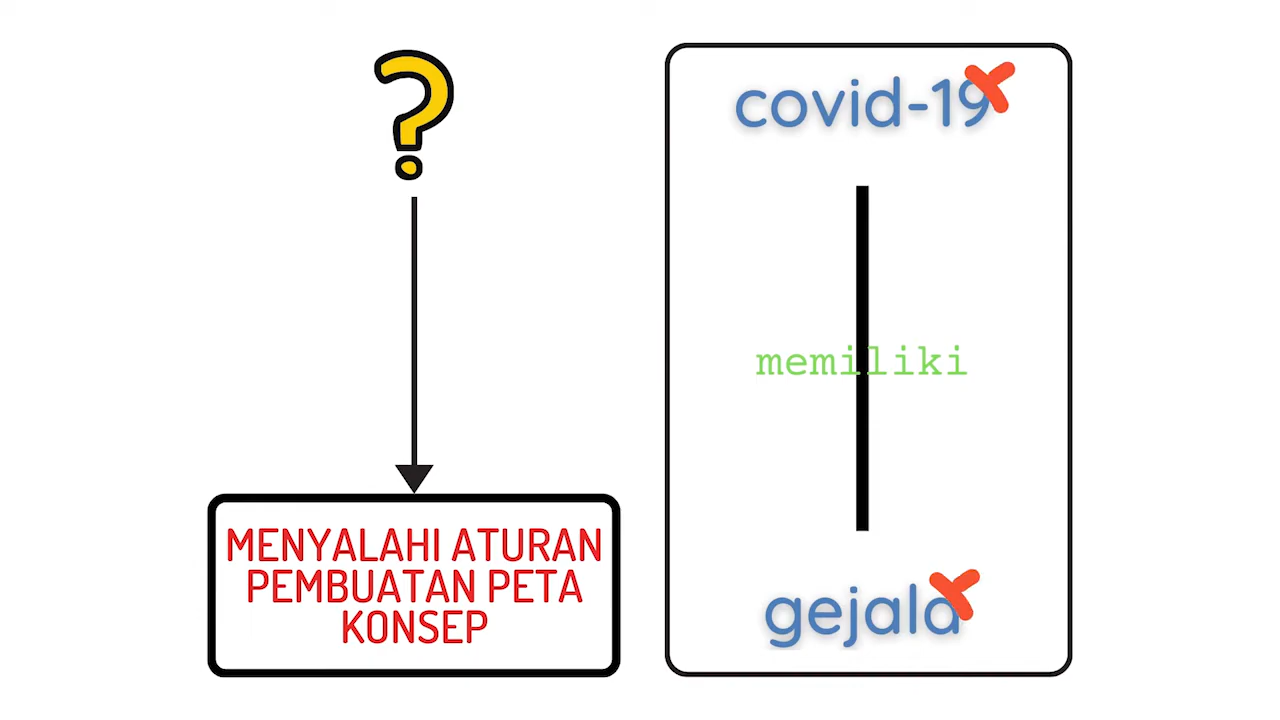 ?
MENYALAHI ATURAN
PEMBUATAN PETA
KONSEP
covid-19
memiliki
gejala